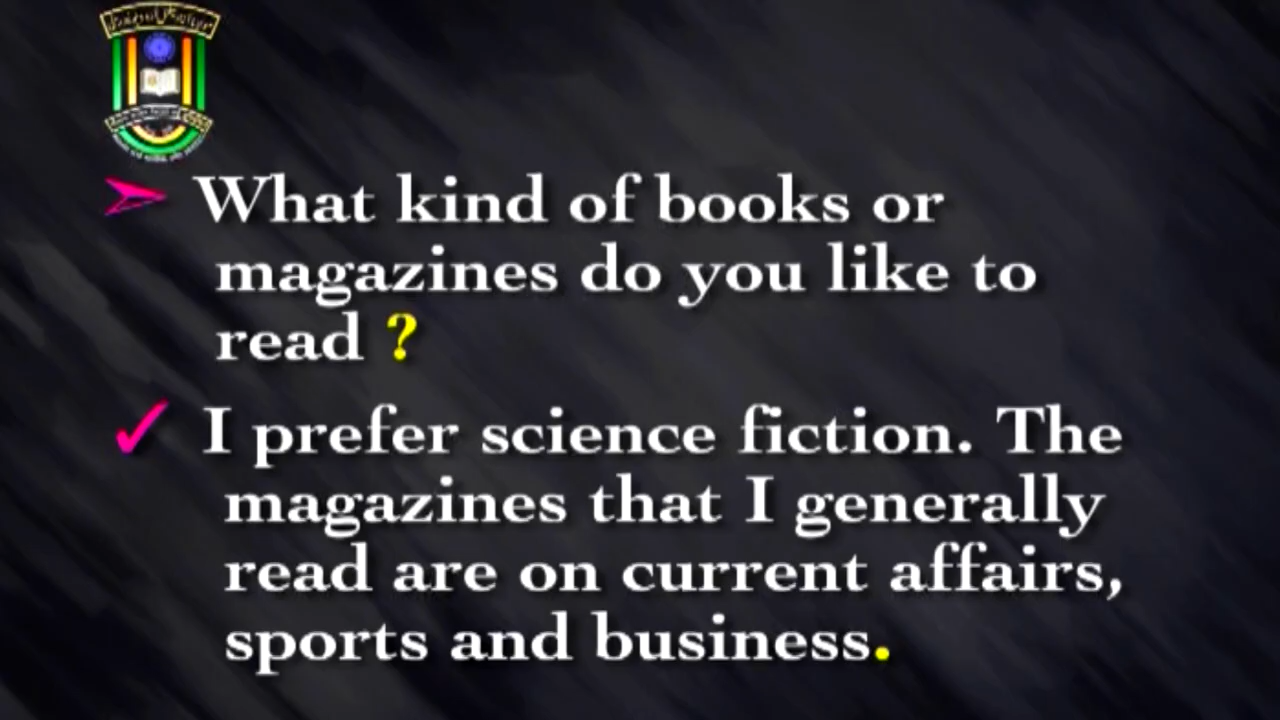 What kind of books or
magazines do you like to
read ?
I prefer science fiction. The
magazines that I generally
read are on current affairs,
sports and business.